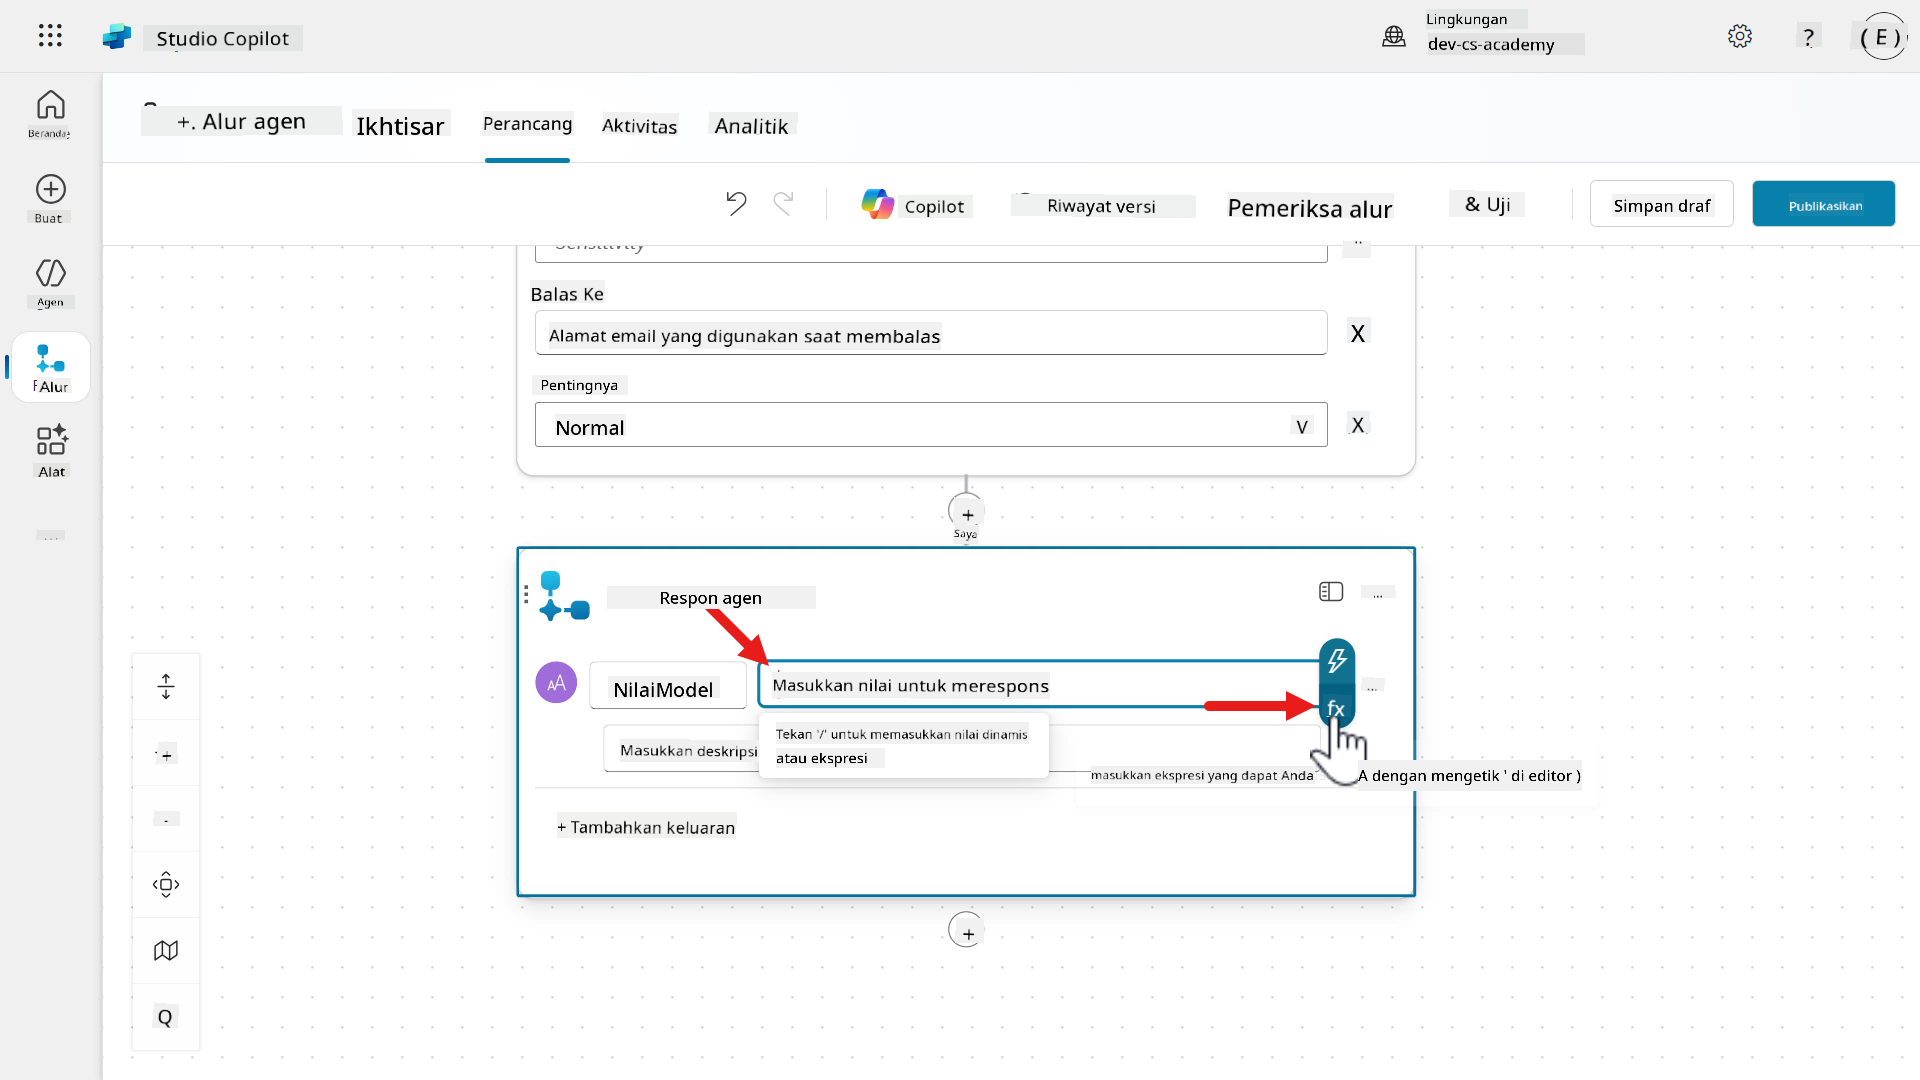 Studio Copilot
Lingkungan
dev-cs-academy
?
( E )
Beranda
Buat
Agen
Alur
Alat
+. Alur agen
Ikhtisar
Perancang
Aktivitas
Analitik
Copilot
Riwayat versi
Pemeriksa alur
& Uji
Simpan draf
Publikasikan
Sensitivity
Balas Ke
Alamat email yang digunakan saat membalas
X
Pentingnya
Normal
V
X
+
Saya
Respon agen
...
AA
NilaiModel
Masukkan nilai untuk merespons
fx
...
Tekan '/' untuk memasukkan nilai dinamis
atau ekspresi
Masukkan deskripsi
masukkan ekspresi yang dapat Anda
A dengan mengetik ' di editor )
+ Tambahkan keluaran
+
+
-
Q